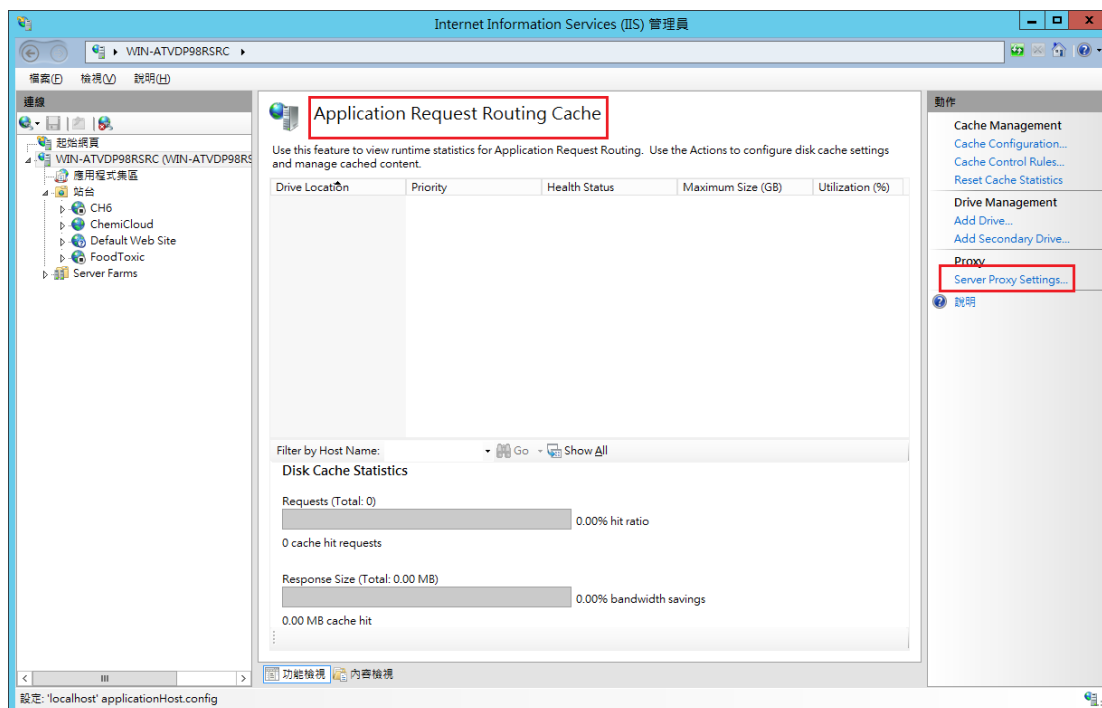 Internet Information Services (IIS) 管理員
WIN-ATVDP98RSRC
檔案(F) 檢視(V) 說明(H)
連線
起始網頁
WIN-ATVDP98RSRC (WIN-ATVDP98RS
應用程式集區
站台
CH6
ChemiCloud
Default Web Site
FoodToxic
Server Farms
Application Request Routing Cache
Use this feature to view runtime statistics for Application Request Routing. Use the Actions to configure disk cache settings
and manage cached content.
Drive Location Priority Health Status Maximum Size (GB) Utilization (%)
Filter by Host Name: Go Show All
Disk Cache Statistics
Requests (Total: 0)
0.00% hit ratio
0 cache hit requests
Response Size (Total: 0.00 MB)
0.00% bandwidth savings
0.00 MB cache hit
功能檢視 內容檢視
動作
Cache Management
Cache Configuration...
Cache Control Rules...
Reset Cache Statistics
Drive Management
Add Drive...
Add Secondary Drive...
Proxy
Server Proxy Settings...
說明
設定: 'localhost' applicationHost.config